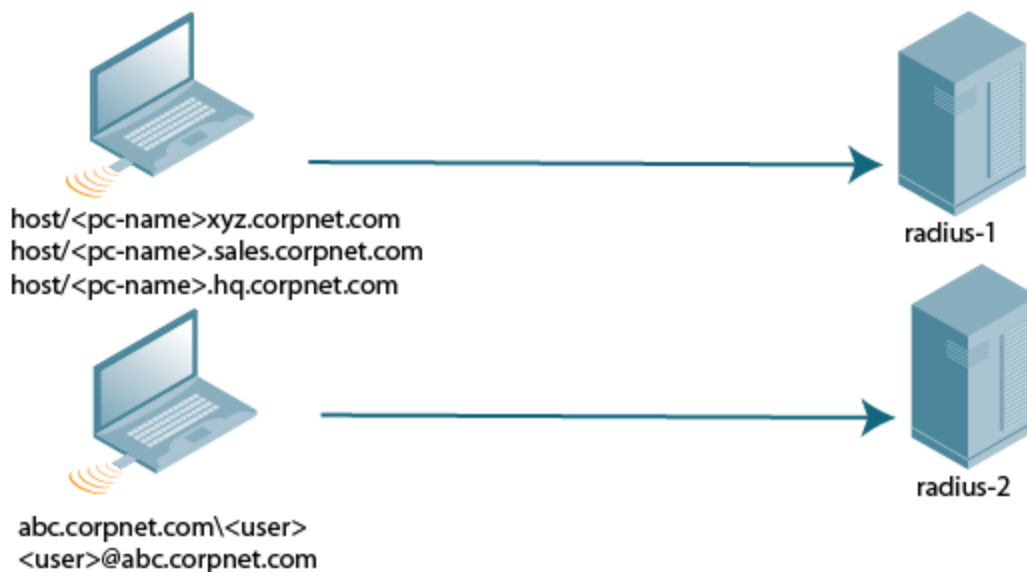 host/<pc-name>xyz.corpnet.com
host/<pc-name>.sales.corpnet.com
host/<pc-name>.hq.corpnet.com
radius-1
abc.corpnet.com\<user>
<user>@abc.corpnet.com
radius-2